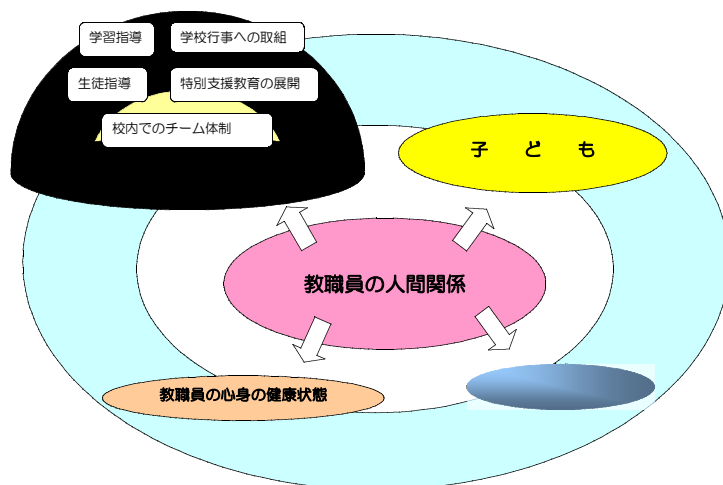 学習指導
学校行事への取組
生徒指導
特別支援教育の展開
校内でのチーム体制
子ども
教職員の人間関係
教職員の心身の健康状態